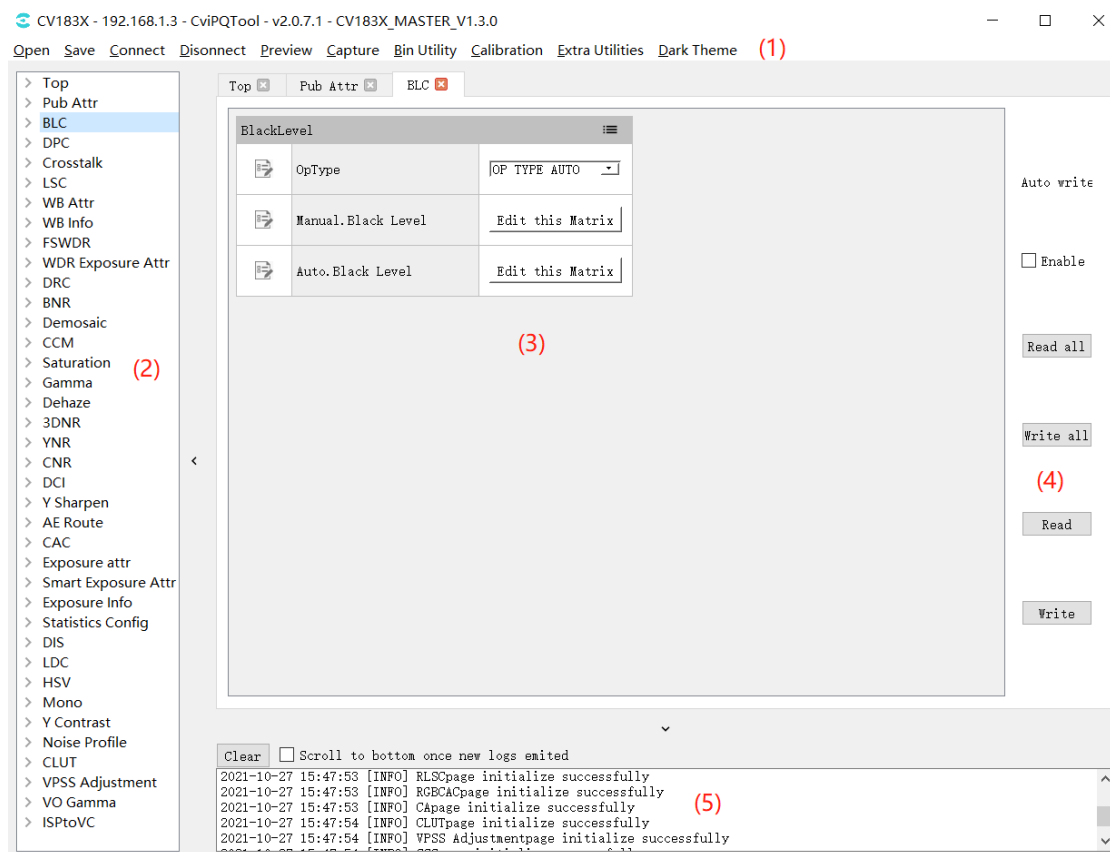 CV183X - 192.168.1.3 - CviPQTool - v2.0.7.1 - CV183X_MASTER_V1.3.0
Open Save Connect Disonnect Preview Capture Bin Utility Calibration Extra Utilities Dark Theme (1)
Top
Pub Attr
BLC
DPC
Crosstalk
LSC
WB Attr
WB Info
FSWDR
WDR Exposure Attr
DRC
BNR
Demosaic
CCM
Saturation
(2)
Gamma
Dehaze
3DNR
YNR
CNR
DCI
Y Sharpen
AE Route
CAC
Exposure attr
Smart Exposure Attr
Exposure Info
Statistics Config
DIS
LDC
HSV
Mono
Y Contrast
Noise Profile
CLUT
VPSS Adjustment
VO Gamma
ISPtoVC
Top Pub Attr BLC
BlackLevel
OpType OP TYPE AUTO
Manual.Black Level Edit this Matrix
Auto.Black Level Edit this Matrix
(3)
Auto write
Enable
Read all
Write all
(4)
Read
Write
Clear Scroll to bottom once new logs emited
2021-10-27 15:47:53 [INFO] RLSCpage initialize successfully
2021-10-27 15:47:53 [INFO] RGBCACpage initialize successfully
2021-10-27 15:47:53 [INFO] CApage initialize successfully
(5)
2021-10-27 15:47:54 [INFO] CLUTpage initialize successfully
2021-10-27 15:47:54 [INFO] VPSS Adjustmentpage initialize successfully